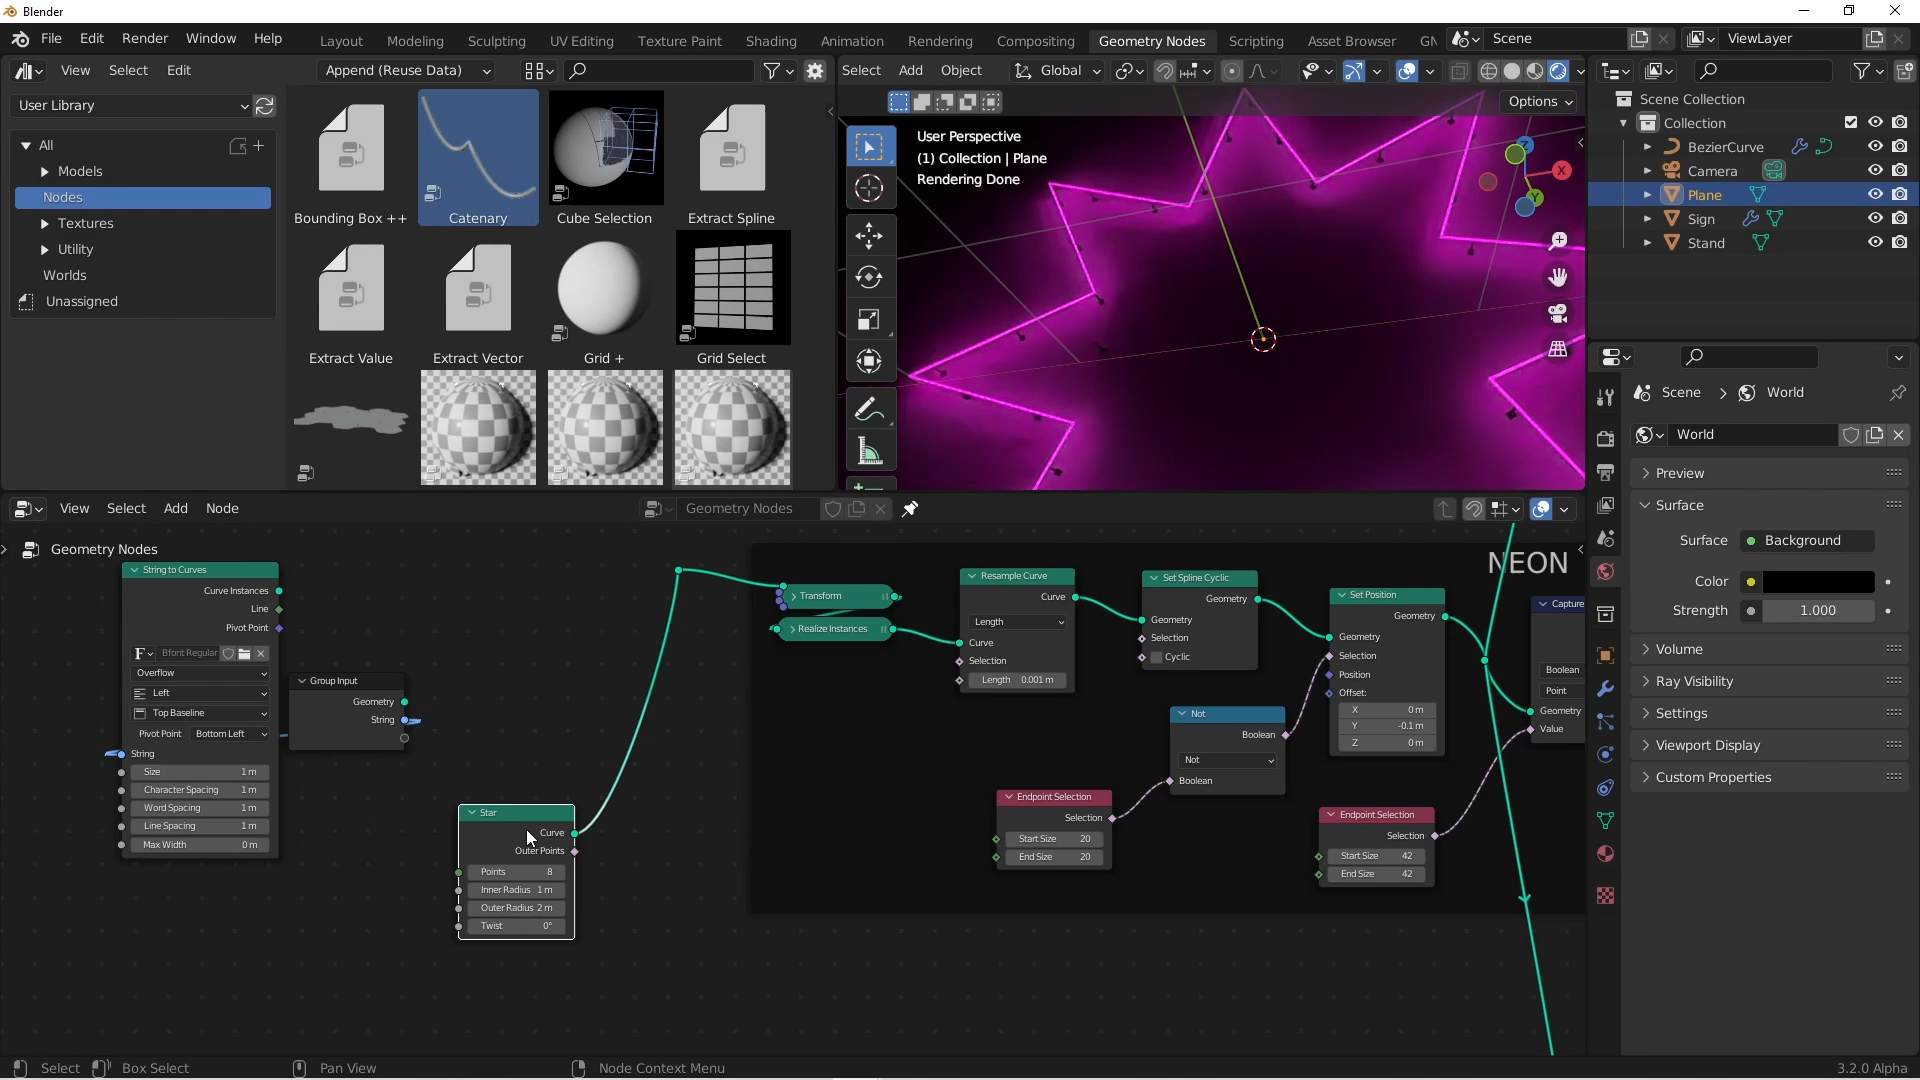 Blender
File Edit Render Window Help
Layout Modeling Sculpting UV Editing Texture Paint Shading Animation Rendering Compositing Geometry Nodes Scripting Asset Browser
Scene
ViewLayer
View Select Edit
Append (Reuse Data)
Select Add Object
Global
Options
User Library
All
Models
Nodes
Textures
Utility
Worlds
Unassigned
Bounding Box ++
Catenary
Cube Selection
Extract Spline
Extract Value
Extract Vector
Grid +
Grid Select
User Perspective
(1) Collection | Plane
Rendering Done
X
Z
Y
Scene Collection
Collection
BezierCurve
Camera
Plane
Sign
Stand
Scene > World
World
Preview
Surface
Surface Background
Color
Strength 1.000
Volume
Ray Visibility
Settings
Viewport Display
Custom Properties
View Select Add Node
Geometry Nodes
Geometry Nodes
String to Curves
Curve Instances
Line
Pivot Point
Bfont Regular
Overflow
Left
Top Baseline
Pivot Point Bottom Left
String
Size 1 m
Character Spacing 1 m
Word Spacing 1 m
Line Spacing 1 m
Max Width 0 m
Group Input
Geometry
String
Star
Curve
Outer Points
Points 8
Inner Radius 1 m
Outer Radius 2 m
Twist 0°
NEON
Transform
Realize Instances
Resample Curve
Curve
Length
Curve
Selection
Length 0.001 m
Set Spline Cyclic
Geometry
Geometry
Selection
Cyclic
Set Position
Geometry
Geometry
Selection
Position
Offset:
X 0 m
Y -0.1 m
Z 0 m
Not
Boolean
Not
Boolean
Endpoint Selection
Selection
Start Size 20
End Size 20
Endpoint Selection
Selection
Start Size 42
End Size 42
Capture
Boolean
Point
Geometry
Value
Select Box Select Pan View Node Context Menu
3.2.0 Alpha